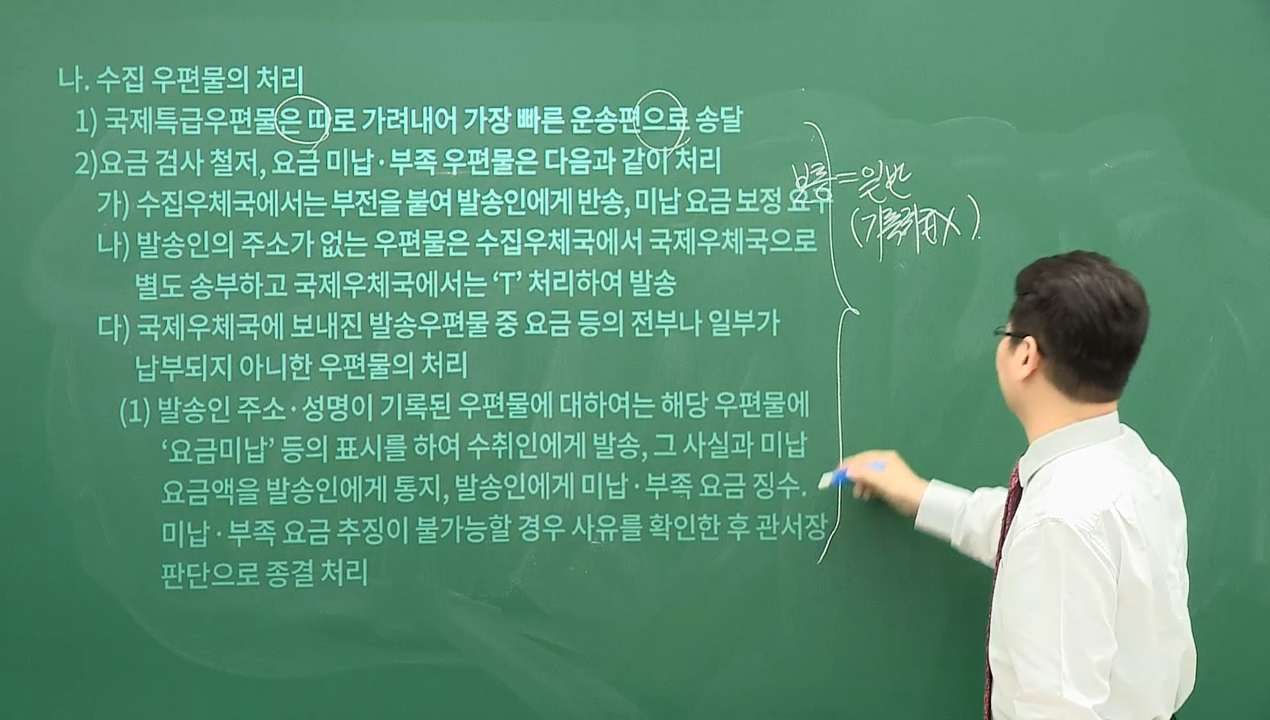 나. 수집 우편물의 처리
1) 국제특급우편물은 따로 가려내어 가장 빠른 운송편으로 송달
2)요금 검사 철저, 요금 미납·부족 우편물은 다음과 같이 처리
가) 수집우체국에서는 부전을 붙여 발송인에게 반송, 미납 요금 보정 요구
보통=일반
(기록취급X)
나) 발송인의 주소가 없는 우편물은 수집우체국에서 국제우체국으로
별도 송부하고 국제우체국에서는 ‘T’ 처리하여 발송
다) 국제우체국에 보내진 발송우편물 중 요금 등의 전부나 일부가
납부되지 아니한 우편물의 처리
(1) 발송인 주소·성명이 기록된 우편물에 대하여는 해당 우편물에
‘요금미납’ 등의 표시를 하여 수취인에게 발송, 그 사실과 미납
요금액을 발송인에게 통지, 발송인에게 미납·부족 요금 징수.
미납·부족 요금 추징이 불가능할 경우 사유를 확인한 후 관서장
판단으로 종결 처리